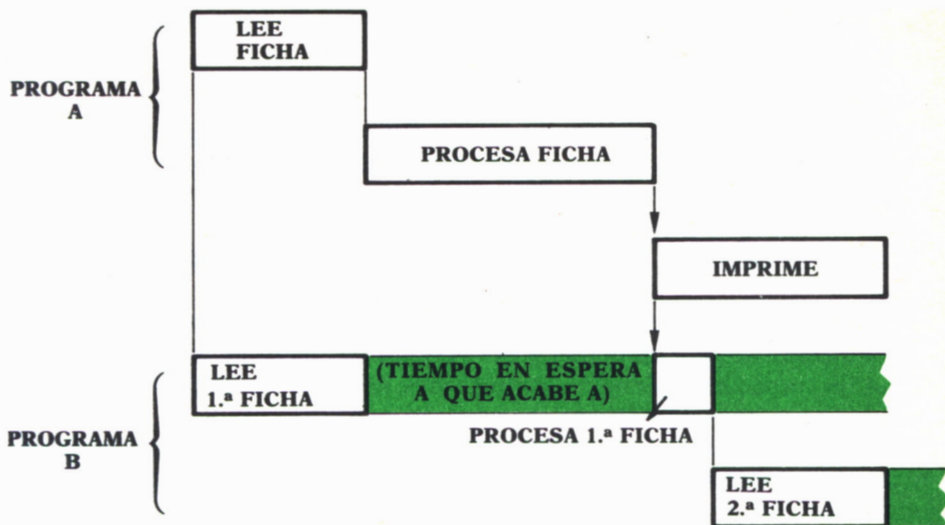 LEE
FICHA
PROGRAMA
A
PROCESA FICHA
IMPRIME
LEE
1.ª FICHA
(TIEMPO EN ESPERA
A QUE ACABE A)
PROCESA 1.ª FICHA
PROGRAMA
B
LEE
2.ª FICHA